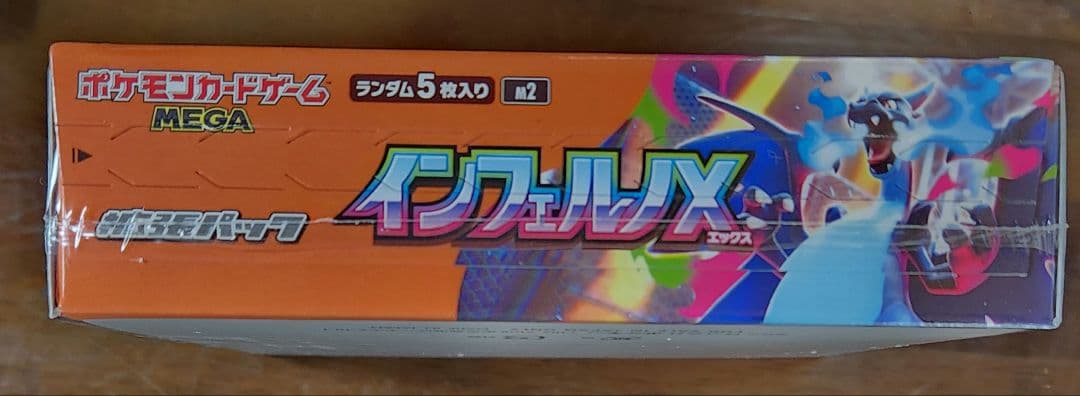 ポケモンカードゲーム
MEGA
ランダム5枚入り
M2
インフェルノX
エックス
拡張パック